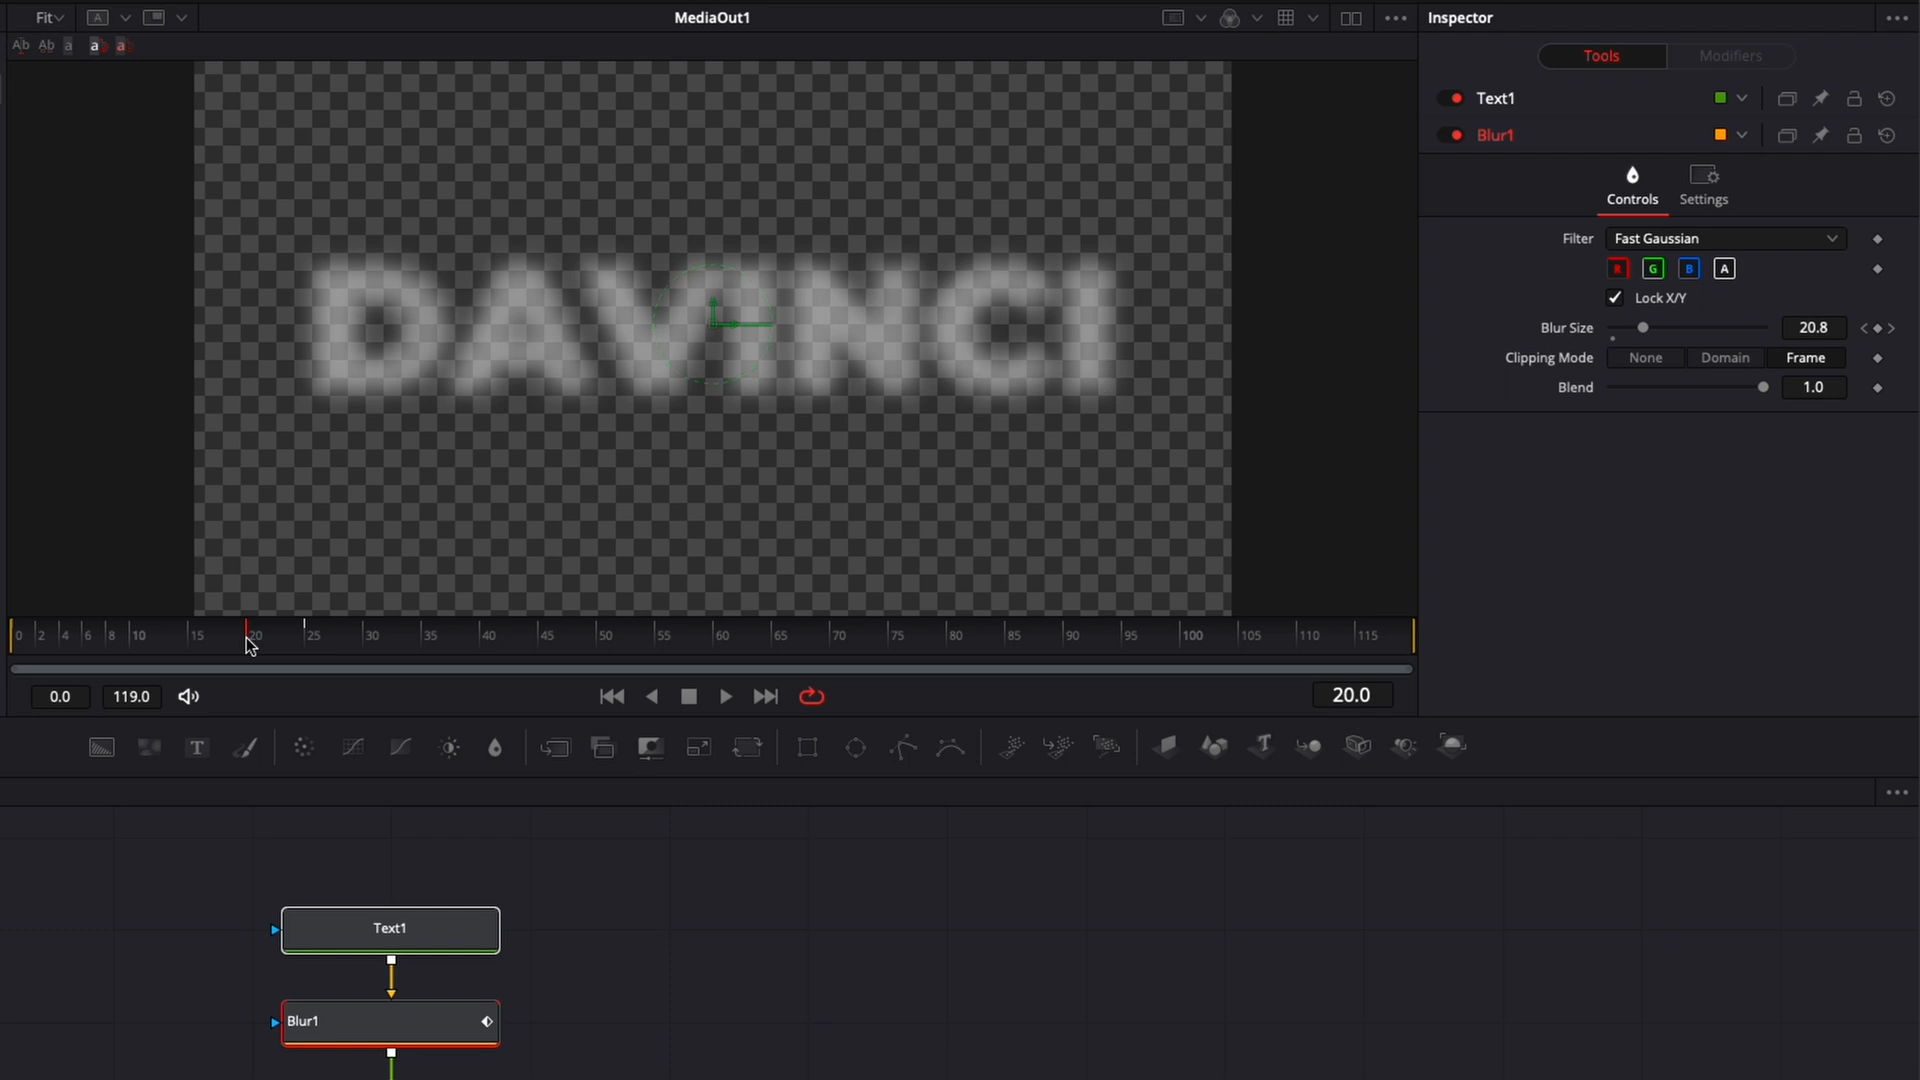 Fit
A
MediaOut1
Inspector
Ab Ab a a a
Tools
Modifiers
Text1
Blur1
Controls
Settings
DAVINCI
Filter
Fast Gaussian
R G B A
Lock X/Y
Blur Size
20.8
Clipping Mode
None
Domain
Frame
Blend
1.0
0 2 4 6 8 10 15 20 25 30 35 40 45 50 55 60 65 70 75 80 85 90 95 100 105 110 115
0.0
119.0
20.0
T
Text1
Blur1